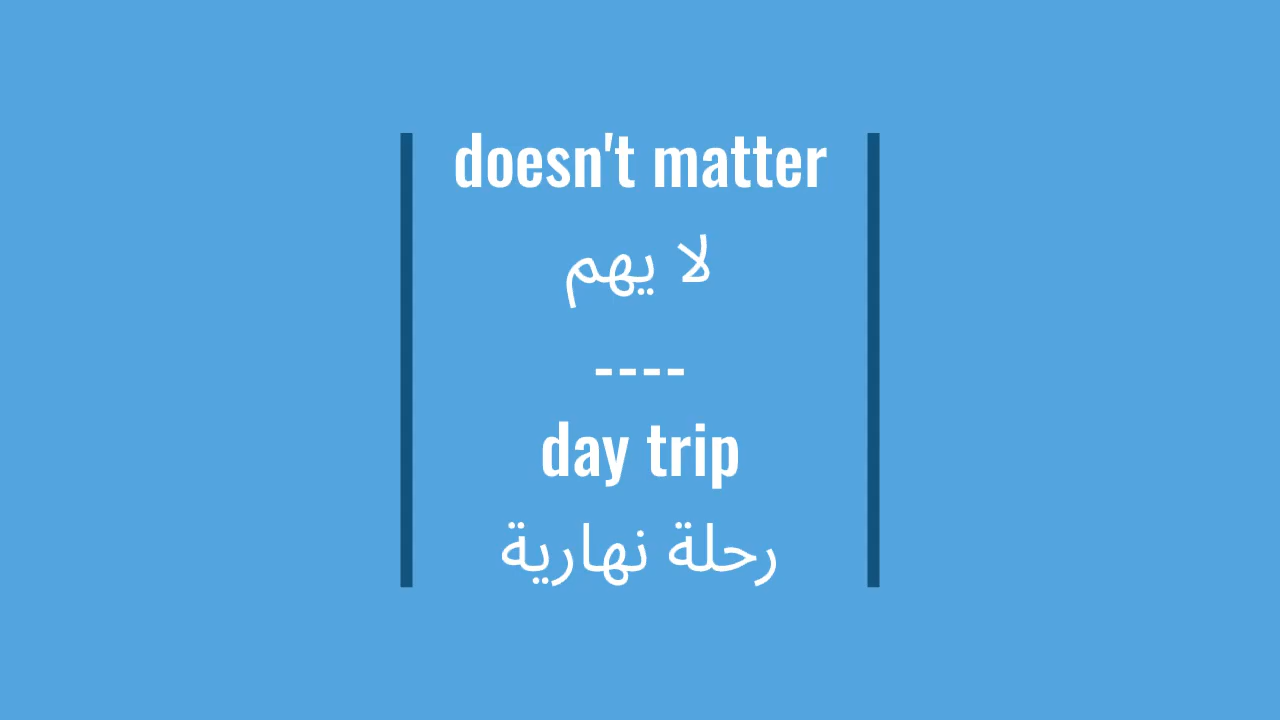 doesn't matter
لا يهم
----
day trip
رحلة نهارية